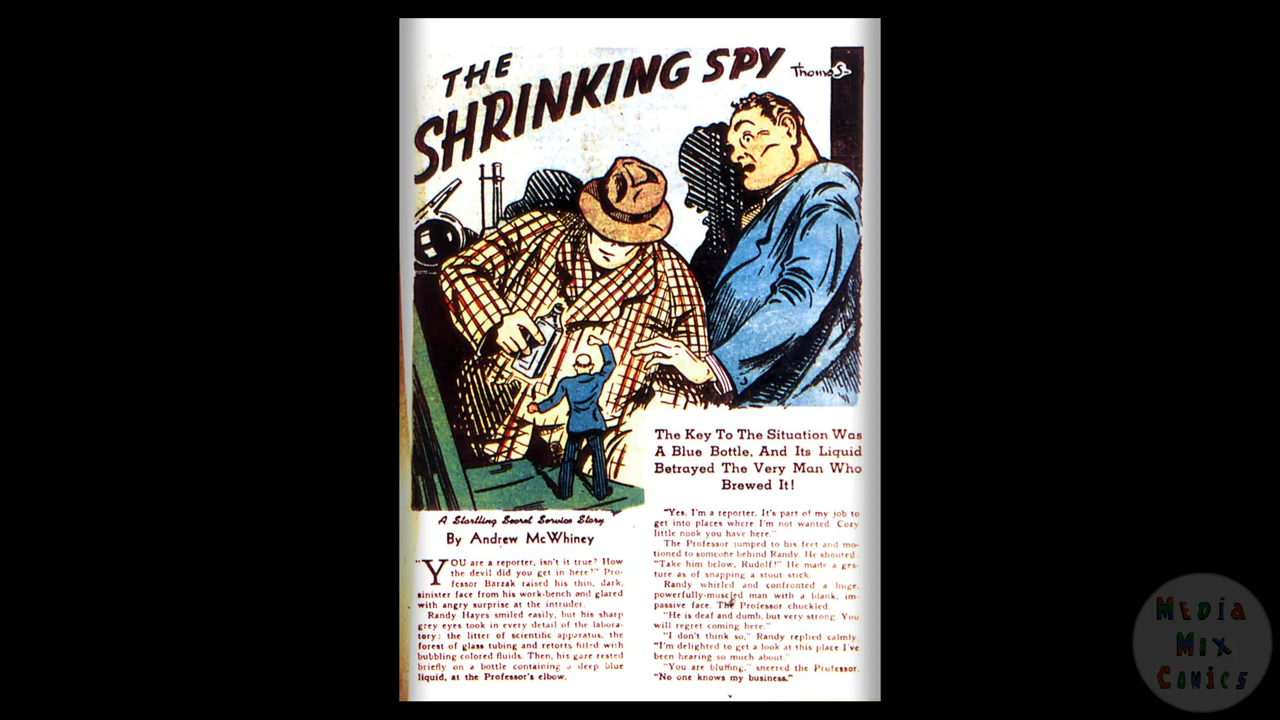 THE
SHRINKING SPY
Thomas
The Key To The Situation Was
A Blue Bottle, And Its Liquid
Betrayed The Very Man Who
Brewed It!
A Startling Secret Service Story
By Andrew McWhiney
"YOU are a reporter, isn't it true? How
the devil did you get in here?" Pro-
fessor Barzak raised his thin, dark,
sinister face from his work-bench and glared
with angry surprise at the intruder.
Randy Hayes smiled easily, but his sharp
grey eyes took in every detail of the labora-
tory: the litter of scientific apparatus, the
forest of glass tubing and retorts filled with
bubbling colored fluids. Then, his gaze rested
briefly on a bottle containing a deep blue
liquid, at the Professor's elbow.
"Yes, I'm a reporter. It's part of my job to
get into places where I'm not wanted. Cozy
little nook you have here."
The Professor jumped to his feet and mo-
tioned to someone behind Randy. He shouted.
"Take him below, Rudolf!" He made a ges-
ture as of snapping a stout stick.
Randy whirled and confronted a huge,
powerfully-muscled man with a blank, im-
passive face. The Professor chuckled.
"He is deaf and dumb, but very strong. You
will regret coming here."
"I don't think so," Randy replied calmly.
"I'm delighted to get a look at this place I've
been hearing so much about."
"You are bluffing," sneered the Professor.
"No one knows my business."
MEDIA
MIX
COMICS